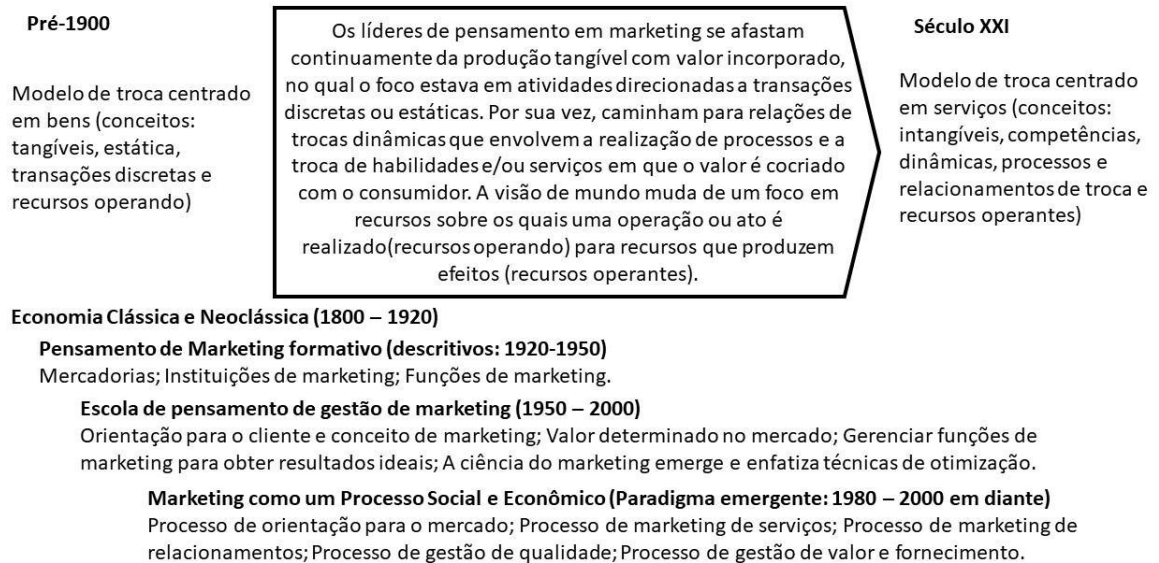 Pré-1900
Modelo de troca centrado
em bens (conceitos:
tangíveis, estática,
transações discretas e
recursos operando)
Os líderes de pensamento em marketing se afastam
continuamente da produção tangível com valor incorporado,
no qual o foco estava em atividades direcionadas a transações
discretas ou estáticas. Por sua vez, caminham para relações de
trocas dinâmicas que envolvem a realização de processos e a
troca de habilidades e/ou serviços em que o valor é cocriado
com o consumidor. A visão de mundo muda de um foco em
recursos sobre os quais uma operação ou ato é
realizado(recursos operando) para recursos que produzem
efeitos (recursos operantes).
Século XXI
Modelo de troca centrado
em serviços (conceitos:
intangíveis, competências,
dinâmicas, processos e
relacionamentos de troca e
recursos operantes)
Economia Clássica e Neoclássica (1800 – 1920)
Pensamento de Marketing formativo (descritivos: 1920-1950)
Mercadorias; Instituições de marketing; Funções de marketing.
Escola de pensamento de gestão de marketing (1950 – 2000)
Orientação para o cliente e conceito de marketing; Valor determinado no mercado; Gerenciar funções de
marketing para obter resultados ideais; A ciência do marketing emerge e enfatiza técnicas de otimização.
Marketing como um Processo Social e Econômico (Paradigma emergente: 1980 – 2000 em diante)
Processo de orientação para o mercado; Processo de marketing de serviços; Processo de marketing de
relacionamentos; Processo de gestão de qualidade; Processo de gestão de valor e fornecimento.